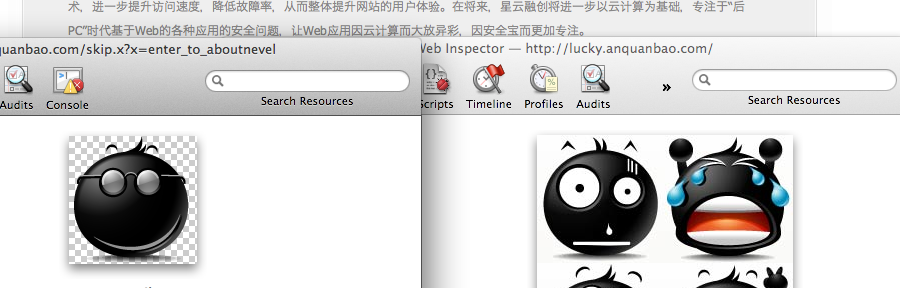 术，进一步提升访问速度，降低故障率，从而整体提升网站的用户体验。在将来，星云融创将进一步以云计算为基础，专注于“后
PC”时代基于Web的各种应用的安全问题，让Web应用因云计算而大放异彩，因安全宝而更加专注。
quanbao.com/skip.x?x=enter_to_aboutnevel
Audits
Console
Search Resources
Web Inspector — http://lucky.anquanbao.com/
Scripts
Timeline
Profiles
Audits
»
Search Resources